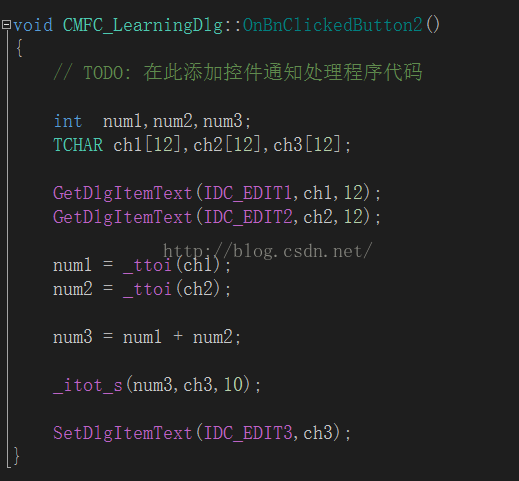 void CMFC_LearningDlg::OnBnClickedButton2()
{
// TODO: 在此添加控件通知处理程序代码
int  num1,num2,num3;
TCHAR ch1[12],ch2[12],ch3[12];
GetDlgItemText(IDC_EDIT1,ch1,12);
GetDlgItemText(IDC_EDIT2,ch2,12);
http://blog.csdn.net/
num1 = _ttoi(ch1);
num2 = _ttoi(ch2);
num3 = num1 + num2;
_itot_s(num3,ch3,10);
SetDlgItemText(IDC_EDIT3,ch3);
}